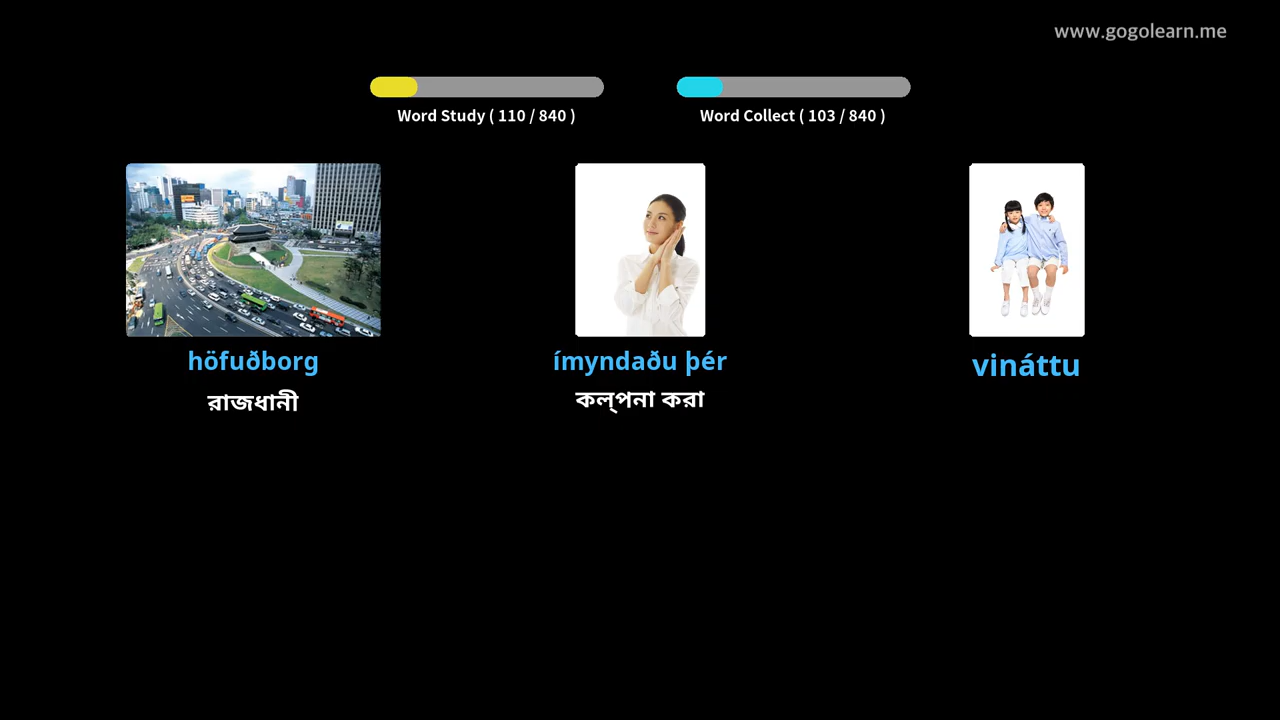 www.gogolearn.me
Word Study ( 110 / 840 )
Word Collect ( 103 / 840 )
höfuðborg
ímyndaðu þér
vináttu
রাজধানী
কল্পনা করা